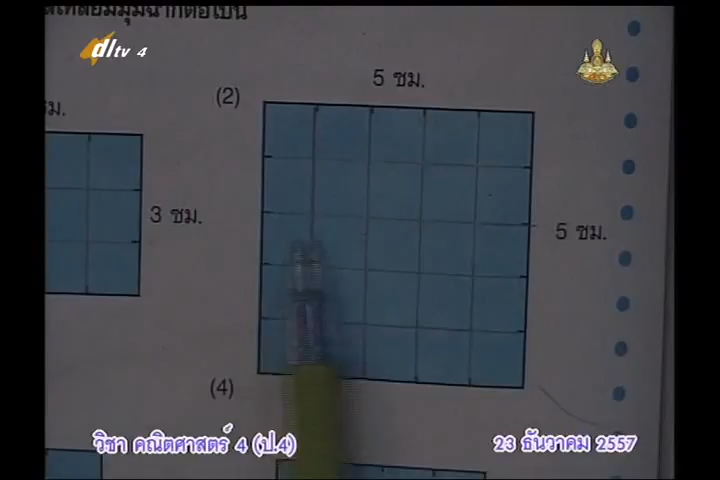 dltv 4
5 ซม.
(2)
ซม.
3 ซม.
5 ซม.
(4)
วิชา คณิตศาสตร์ 4 (ป.4)
23 ธันวาคม 2557